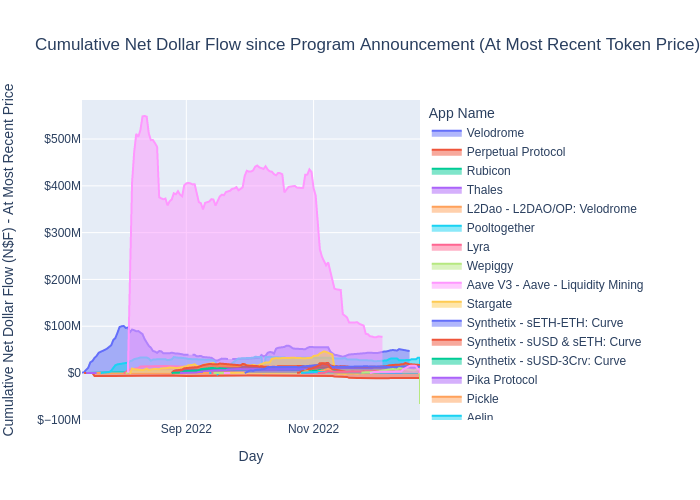 Cumulative Net Dollar Flow since Program Announcement (At Most Recent Token Price)
Cumulative Net Dollar Flow (N$F) - At Most Recent Price
$500M
$400M
$300M
$200M
$100M
$0
$−100M
Sep 2022
Nov 2022
Day
App Name
Velodrome
Perpetual Protocol
Rubicon
Thales
L2Dao - L2DAO/OP: Velodrome
Pooltogether
Lyra
Wepiggy
Aave V3 - Aave - Liquidity Mining
Stargate
Synthetix - sETH-ETH: Curve
Synthetix - sUSD & sETH: Curve
Synthetix - sUSD-3Crv: Curve
Pika Protocol
Pickle
Aelin